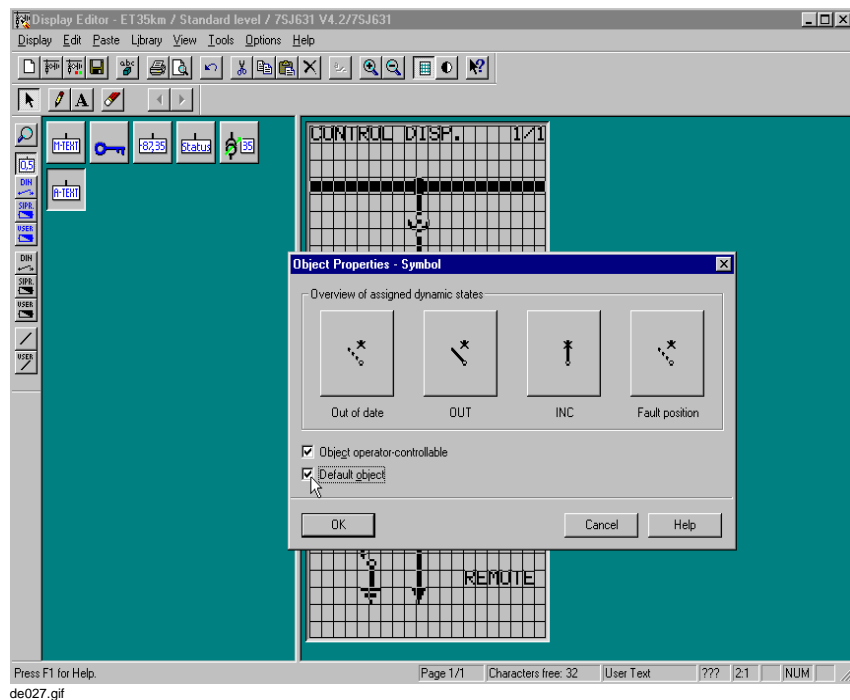 Display Editor - ET35km / Standard level / 7SJ631 V4.2/7SJ631
Display Edit Paste Library View Tools Options Help
abc
A
M-TEXT
-87,35
Status
35
A-TEXT
0,5
DIN
SIPR.
USER
DIN
SIPR.
USER
USER
CONTROL DISP. 1/1
Object Properties - Symbol
Overview of assigned dynamic states
Out of date OUT INC Fault position
Object operator-controllable
Default object
OK Cancel Help
REMOTE
Press F1 for Help. Page 1/1 Characters free: 32 User Text ??? 2:1 NUM
de027.gif